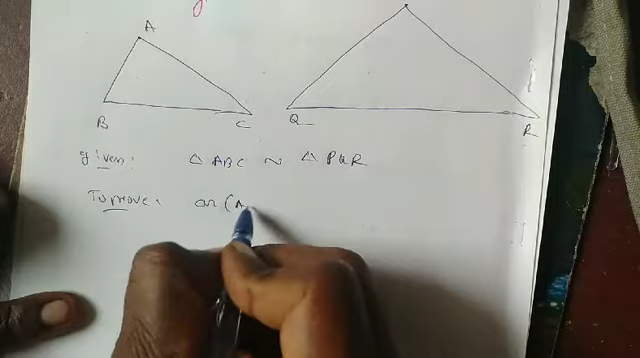 A
B
C
Q
R
given: △ ABC ~ △ PQR
To prove: ar (A